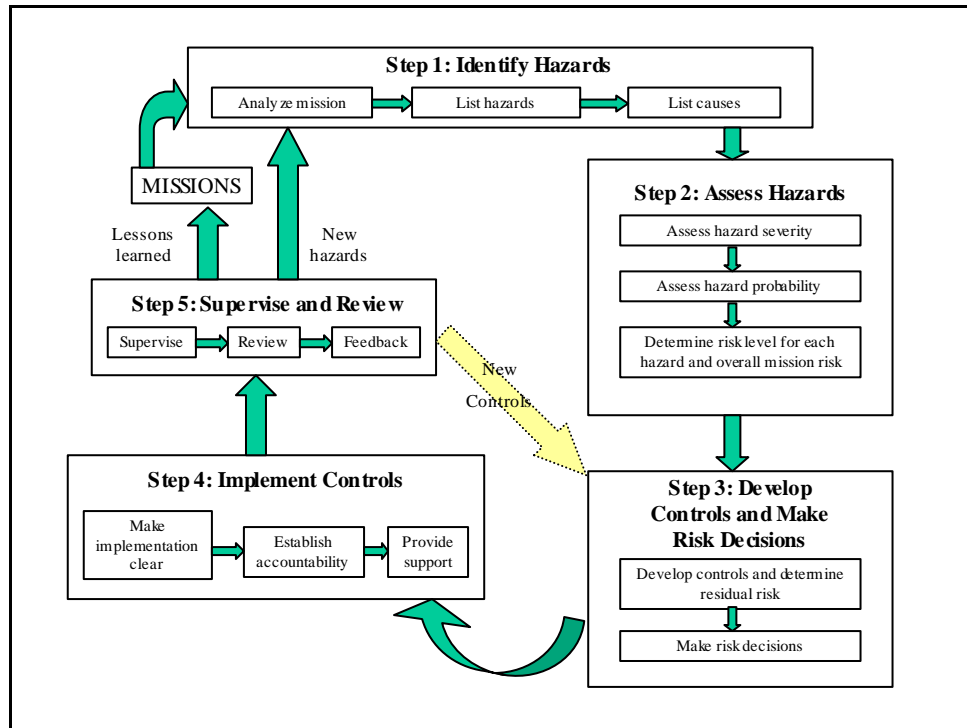 Step 1: Identify Hazards
Analyze mission
List hazards
List causes
MISSIONS
Step 2: Assess Hazards
Assess hazard severity
Assess hazard probability
Determine risk level for each
hazard and overall mission risk
Lessons
learned
New
hazards
Step 5: Supervise and Review
Supervise
Review
Feedback
New
Controls
Step 4: Implement Controls
Make
implementation
clear
Establish
accountability
Provide
support
Step 3: Develop
Controls and Make
Risk Decisions
Develop controls and determine
residual risk
Make risk decisions